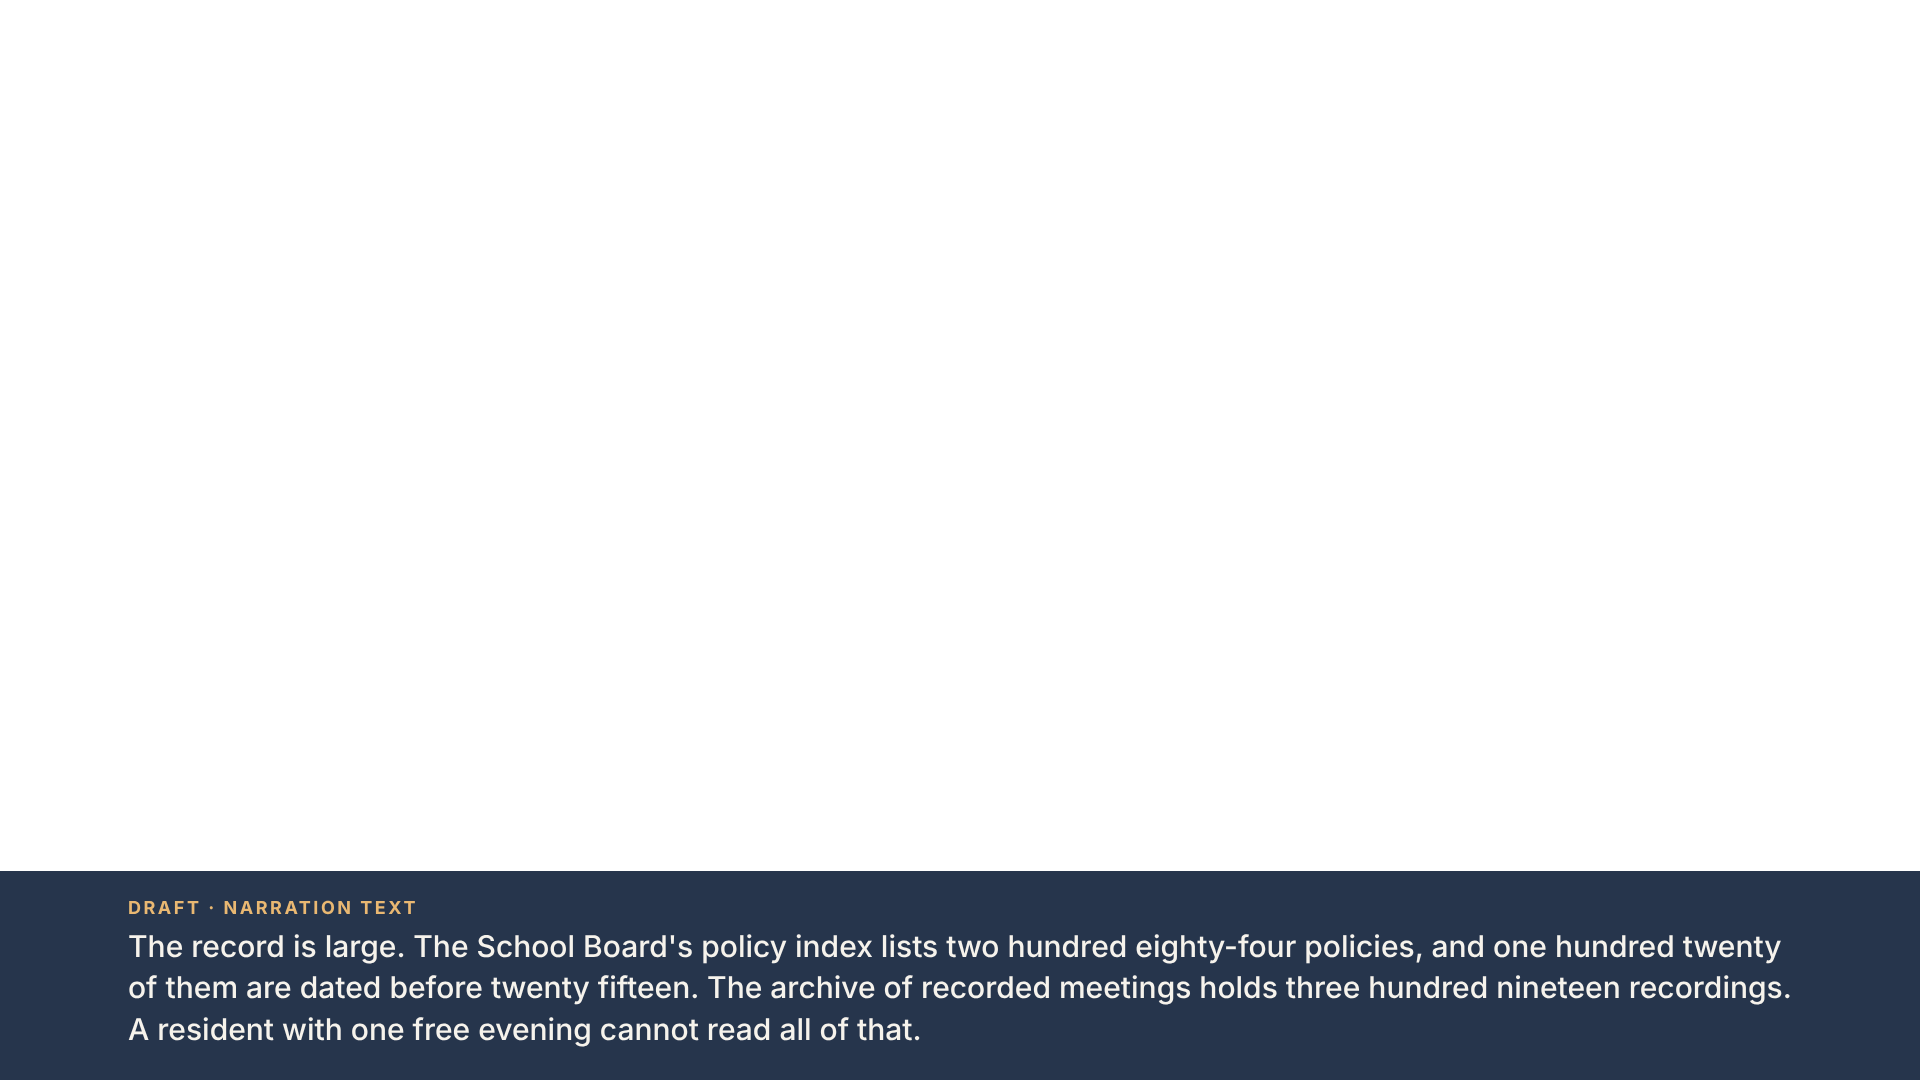 DRAFT · NARRATION TEXT
The record is large. The School Board's policy index lists two hundred eighty-four policies, and one hundred twenty
of them are dated before twenty fifteen. The archive of recorded meetings holds three hundred nineteen recordings.
A resident with one free evening cannot read all of that.